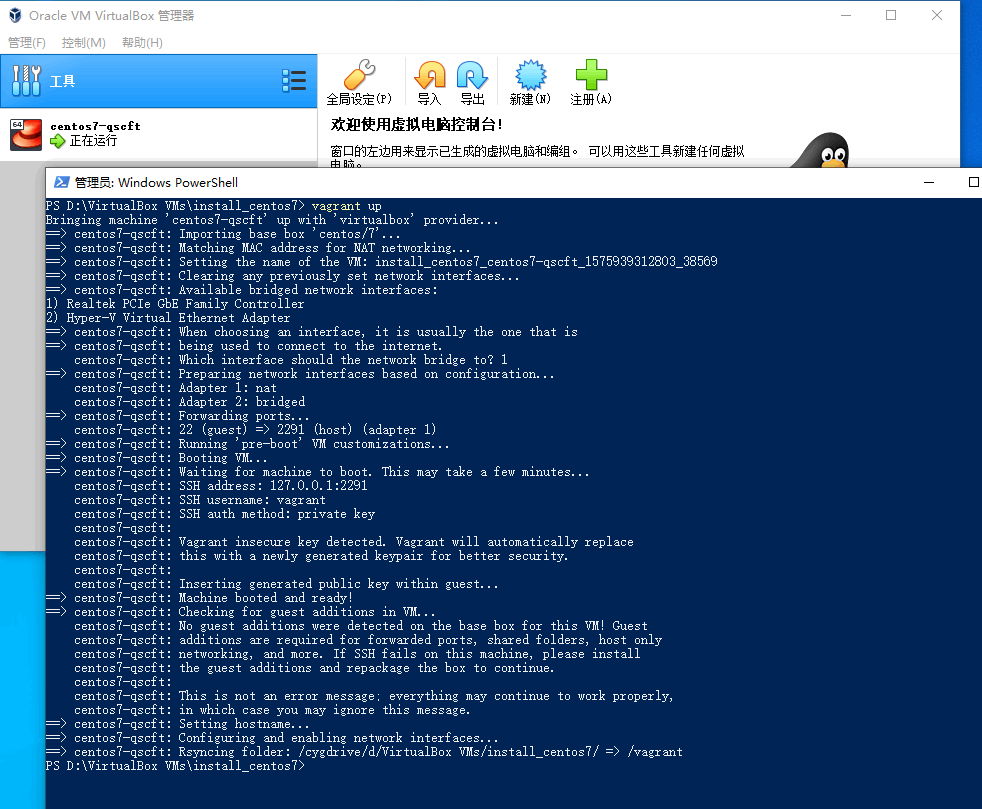 Oracle VM VirtualBox 管理器
管理(F) 控制(M) 帮助(H)
工具
全局设定(P) 导入 导出 新建(N) 注册(A)
64
centos7-qscft
正在运行
欢迎使用虚拟电脑控制台!
窗口的左边用来显示已生成的虚拟电脑和编组。 可以用这些工具新建任何虚拟
电脑。
管理员: Windows PowerShell
PS D:\VirtualBox VMs\install_centos7> vagrant up
Bringing machine 'centos7-qscft' up with 'virtualbox' provider...
==> centos7-qscft: Importing base box 'centos/7'...
==> centos7-qscft: Matching MAC address for NAT networking...
==> centos7-qscft: Setting the name of the VM: install_centos7_centos7-qscft_1575939312803_38569
==> centos7-qscft: Clearing any previously set network interfaces...
==> centos7-qscft: Available bridged network interfaces:
1) Realtek PCIe GbE Family Controller
2) Hyper-V Virtual Ethernet Adapter
==> centos7-qscft: When choosing an interface, it is usually the one that is
==> centos7-qscft: being used to connect to the internet.
centos7-qscft: Which interface should the network bridge to? 1
==> centos7-qscft: Preparing network interfaces based on configuration...
centos7-qscft: Adapter 1: nat
centos7-qscft: Adapter 2: bridged
==> centos7-qscft: Forwarding ports...
centos7-qscft: 22 (guest) => 2291 (host) (adapter 1)
==> centos7-qscft: Running 'pre-boot' VM customizations...
==> centos7-qscft: Booting VM...
==> centos7-qscft: Waiting for machine to boot. This may take a few minutes...
centos7-qscft: SSH address: 127.0.0.1:2291
centos7-qscft: SSH username: vagrant
centos7-qscft: SSH auth method: private key
centos7-qscft:
centos7-qscft: Vagrant insecure key detected. Vagrant will automatically replace
centos7-qscft: this with a newly generated keypair for better security.
centos7-qscft:
centos7-qscft: Inserting generated public key within guest...
==> centos7-qscft: Machine booted and ready!
==> centos7-qscft: Checking for guest additions in VM...
centos7-qscft: No guest additions were detected on the base box for this VM! Guest
centos7-qscft: additions are required for forwarded ports, shared folders, host only
centos7-qscft: networking, and more. If SSH fails on this machine, please install
centos7-qscft: the guest additions and repackage the box to continue.
centos7-qscft:
centos7-qscft: This is not an error message; everything may continue to work properly,
centos7-qscft: in which case you may ignore this message.
==> centos7-qscft: Setting hostname...
==> centos7-qscft: Configuring and enabling network interfaces...
==> centos7-qscft: Rsyncing folder: /cygdrive/d/VirtualBox VMs/install_centos7/ => /vagrant
PS D:\VirtualBox VMs\install_centos7>